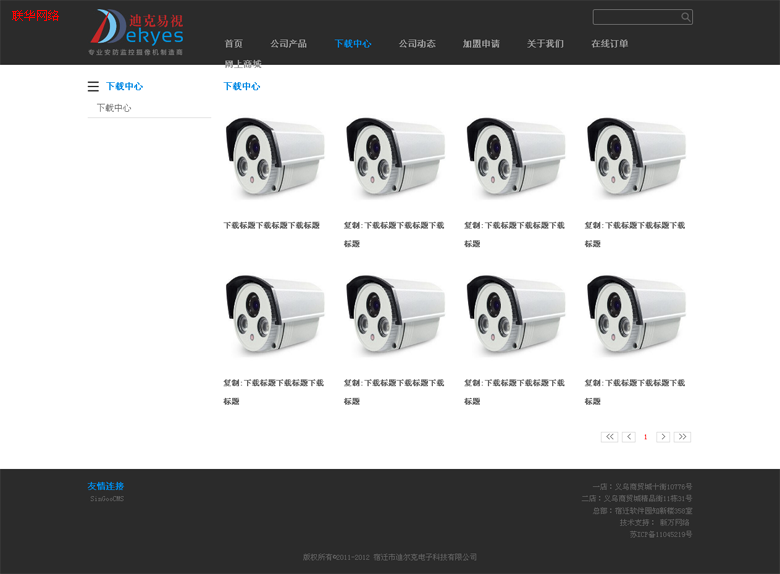 联华网络
迪克易视
ekyes
专业安防监控摄像机制造商
首页 公司产品 下载中心 公司动态 加盟申请 关于我们 在线订单
网上商城
下载中心
下载中心
下载中心
下载标题下载标题下载标题
复制:下载标题下载标题下载
标题
复制:下载标题下载标题下载
标题
复制:下载标题下载标题下载
标题
复制:下载标题下载标题下载
标题
复制:下载标题下载标题下载
标题
复制:下载标题下载标题下载
标题
复制:下载标题下载标题下载
标题
1
友情连接
SinGooCMS
一店：义乌商贸城十街10776号
二店：义乌商贸城精品街11栋31号
总部：宿迁软件园知新楼350室
技术支持： 新万网络
苏ICP备11045219号
版权所有©2011-2012 宿迁市迪尔克电子科技有限公司